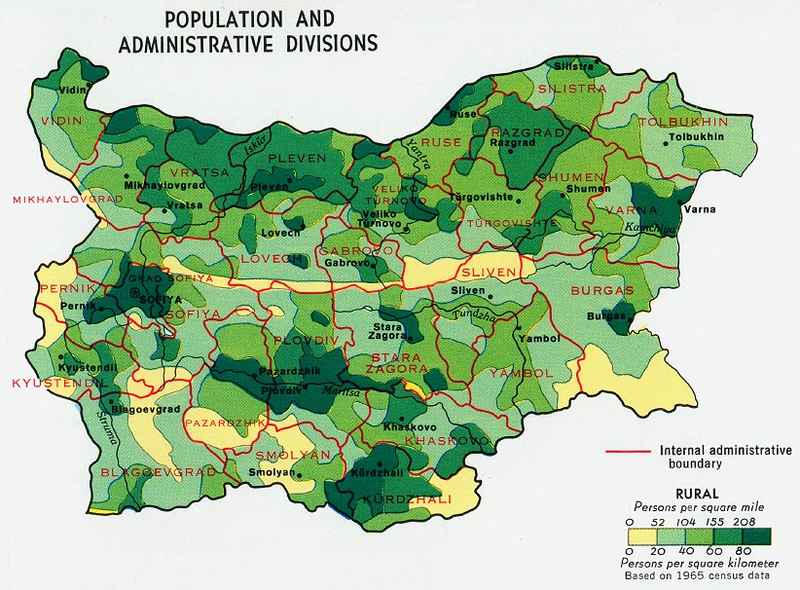 POPULATION AND
ADMINISTRATIVE DIVISIONS
Silistra
Vidin
SILISTRA
VIDIN
Ruse
TOLBUKHIN
RAZGRAD
Tolbukhin
RUSE
Razgrad
Iskŭr
Yantra
PLEVEN
VRATSA
Mikhaylovgrad
Pleven
SHUMEN
VELIKO
TŬRNOVO
Shumen
MIKHAYLOVGRAD
Tŭrgovishte
Vratsa
VARNA
Varna
Veliko
Tŭrnovo
TŬRGOVISHTE
Kamchiya
Lovech
GABROVO
LOVECH
Gabrovo
SLIVEN
GRAD SOFIYA
PERNIK
Sliven
BURGAS
SOFIYA
Pernik
SOFIYA
Tundzha
Burgas
Stara
Zagora
PLOVDIV
Yambol
STARA
ZAGORA
Kyustendil
Pazardzhik
YAMBOL
KYUSTENDIL
Plovdiv
Maritsa
Blagoevgrad
Struma
PAZARDZHIK
Khaskovo
KHASKOVO
SMOLYAN
BLAGOEVGRAD
Smolyan
Kŭrdzhali
KŬRDZHALI
Internal administrative
boundary
RURAL
Persons per square mile
0 52 104 155 208
0 20 40 60 80
Persons per square kilometer
Based on 1965 census data